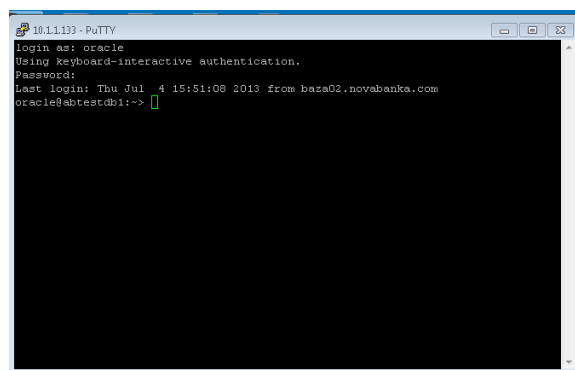 10.1.1.133 - PuTTY
login as: oracle
Using keyboard-interactive authentication.
Password:
Last login: Thu Jul  4 15:51:08 2013 from baza02.novabanka.com
oracle@abtestdb1:~>